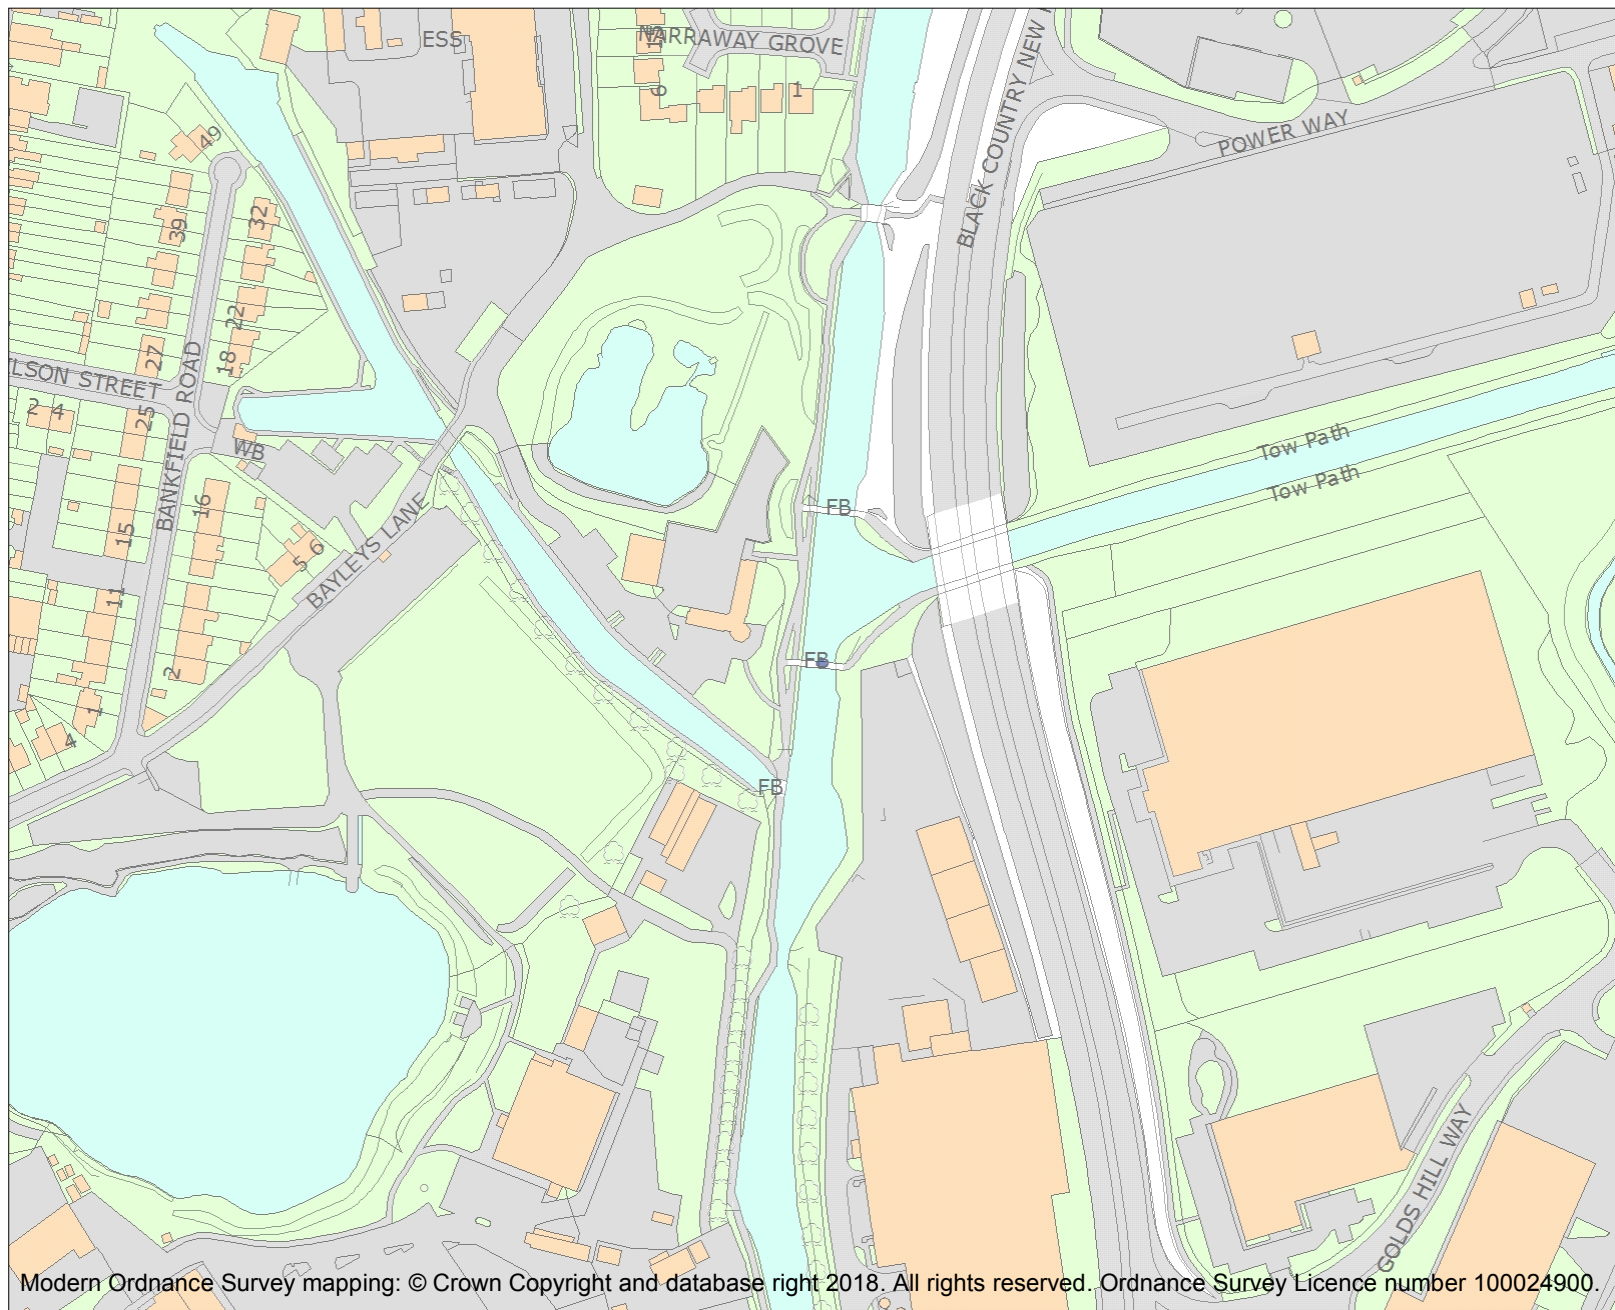 ESS
NARRAWAY GROVE
17
9
1
BLACK COUNTRY NEW
POWER WAY
49
39
32
22
18
27
LSON STREET
BANKFIELD ROAD
2 4
25
WB
16
15
5 6
BAYLEYS LANE
11
2
1
4
Tow Path
Tow Path
FB
FB
FB
GOLDS HILL WAY
Modern Ordnance Survey mapping: © Crown Copyright and database right 2018. All rights reserved. Ordnance Survey Licence number 100024900.